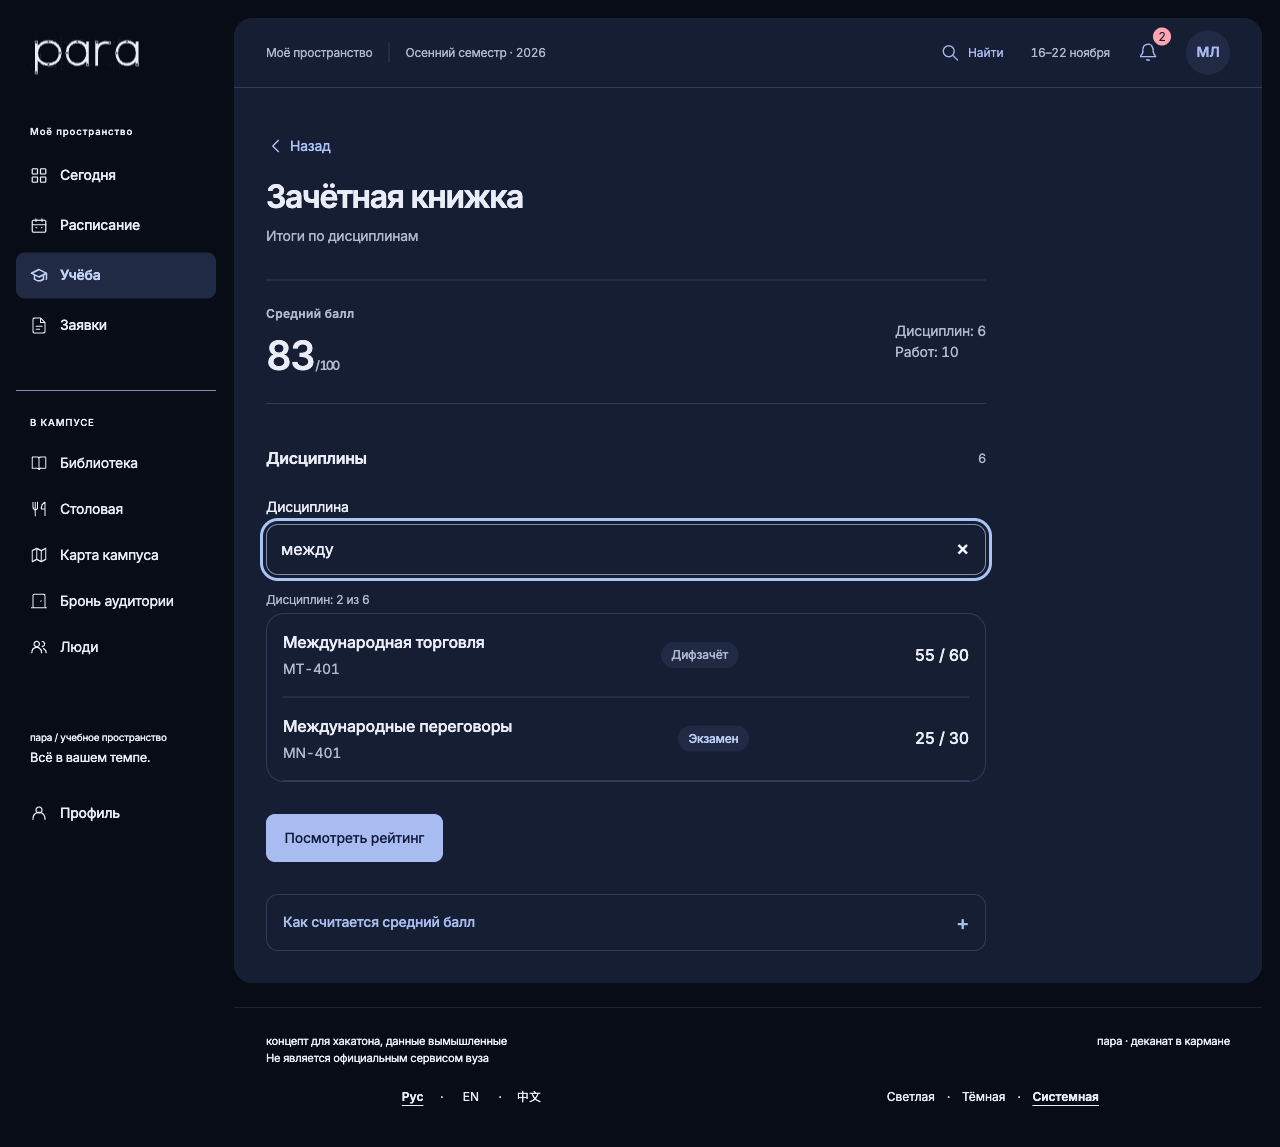 para
Моё пространство
Сегодня
Расписание
Учёба
Заявки
В КАМПУСЕ
Библиотека
Столовая
Карта кампуса
Бронь аудитории
Люди
пара / учебное пространство
Всё в вашем темпе.
Профиль
Моё пространство
Осенний семестр · 2026
Найти
16–22 ноября
2
МЛ
Назад
Зачётная книжка
Итоги по дисциплинам
Средний балл
83/100
Дисциплин: 6
Работ: 10
Дисциплины
6
Дисциплина
между
Дисциплин: 2 из 6
Международная торговля
МТ-401
Дифзачёт
55 / 60
Международные переговоры
MN-401
Экзамен
25 / 30
Посмотреть рейтинг
Как считается средний балл
+
концепт для хакатона, данные вымышленные
Не является официальным сервисом вуза
пара · деканат в кармане
Рус · EN · 中文
Светлая · Тёмная · Системная